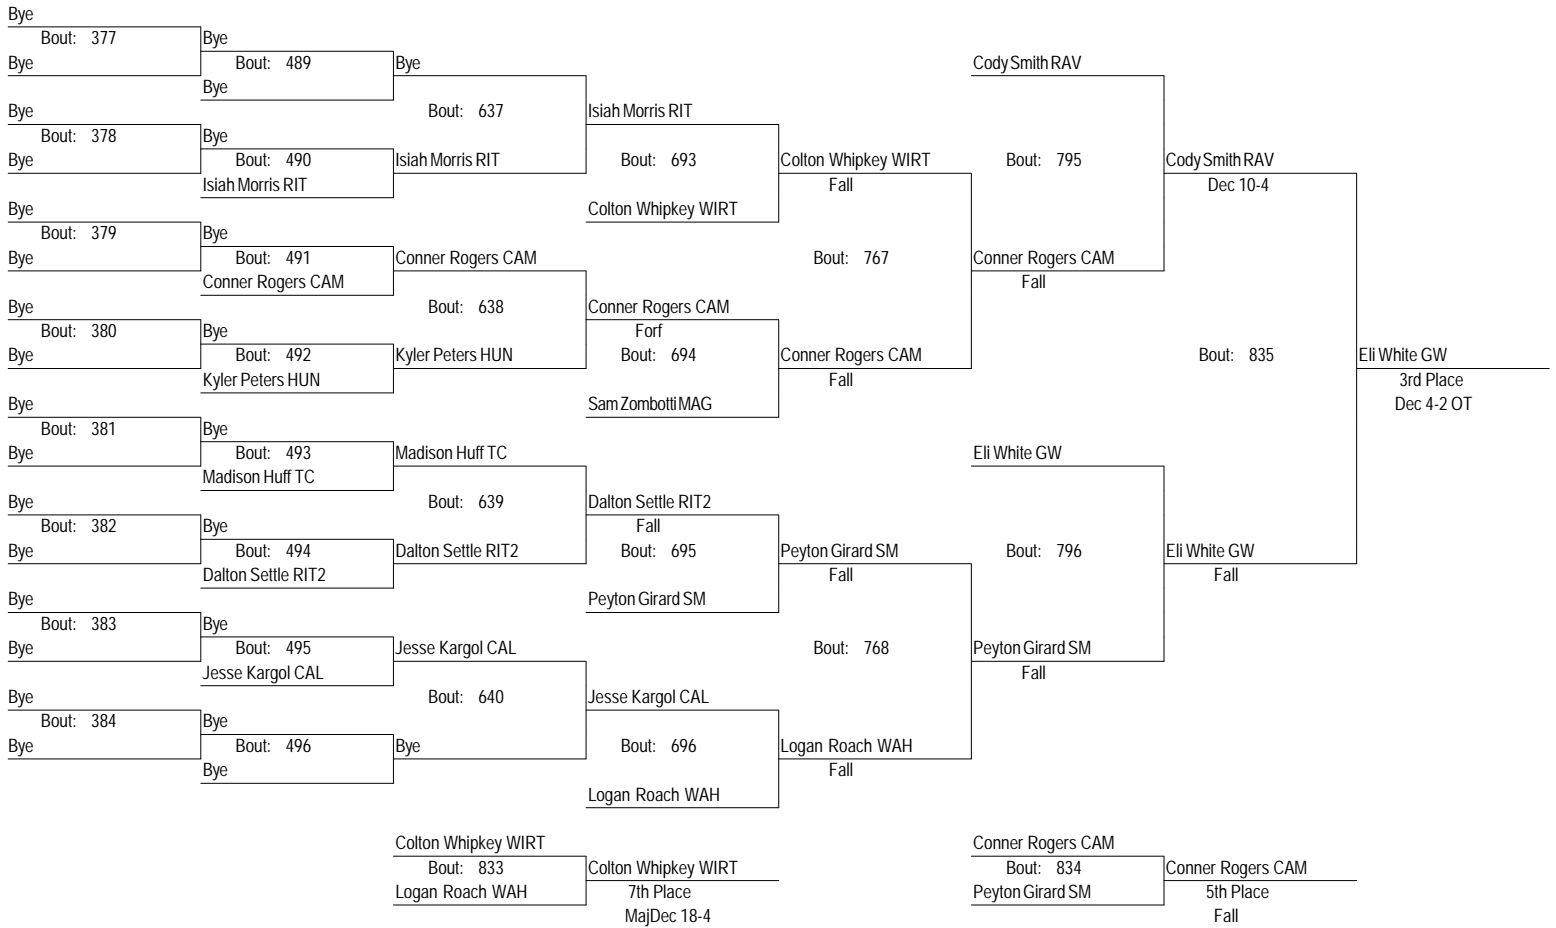 Bye
Bout: 377
Bye
Bye
Bout: 489
Bye
Bye
Cody Smith RAV
Bye
Bout: 637
Isiah Morris RIT
Bout: 378
Bye
Bye
Bout: 490
Isiah Morris RIT
Isiah Morris RIT
Bout: 693
Colton Whipkey WIRT
Fall
Bout: 795
Cody Smith RAV
Dec 10-4
Colton Whipkey WIRT
Bye
Bout: 379
Bye
Bye
Bout: 491
Conner Rogers CAM
Conner Rogers CAM
Bout: 767
Conner Rogers CAM
Fall
Bye
Bout: 638
Conner Rogers CAM
Forf
Bout: 380
Bye
Bye
Bout: 492
Kyler Peters HUN
Kyler Peters HUN
Bout: 694
Conner Rogers CAM
Fall
Bout: 835
Eli White GW
3rd Place
Dec 4-2 OT
Sam Zombotti MAG
Bye
Bout: 381
Bye
Bye
Bout: 493
Madison Huff TC
Madison Huff TC
Eli White GW
Bye
Bout: 639
Dalton Settle RIT2
Fall
Bout: 382
Bye
Bye
Bout: 494
Dalton Settle RIT2
Dalton Settle RIT2
Bout: 695
Peyton Girard SM
Fall
Bout: 796
Eli White GW
Fall
Peyton Girard SM
Bye
Bout: 383
Bye
Bye
Bout: 495
Jesse Kargol CAL
Jesse Kargol CAL
Bout: 768
Peyton Girard SM
Fall
Bye
Bout: 640
Jesse Kargol CAL
Bout: 384
Bye
Bye
Bout: 496
Bye
Bye
Bout: 696
Logan Roach WAH
Fall
Logan Roach WAH
Colton Whipkey WIRT
Bout: 833
Logan Roach WAH
Colton Whipkey WIRT
7th Place
MajDec 18-4
Conner Rogers CAM
Bout: 834
Peyton Girard SM
Conner Rogers CAM
5th Place
Fall